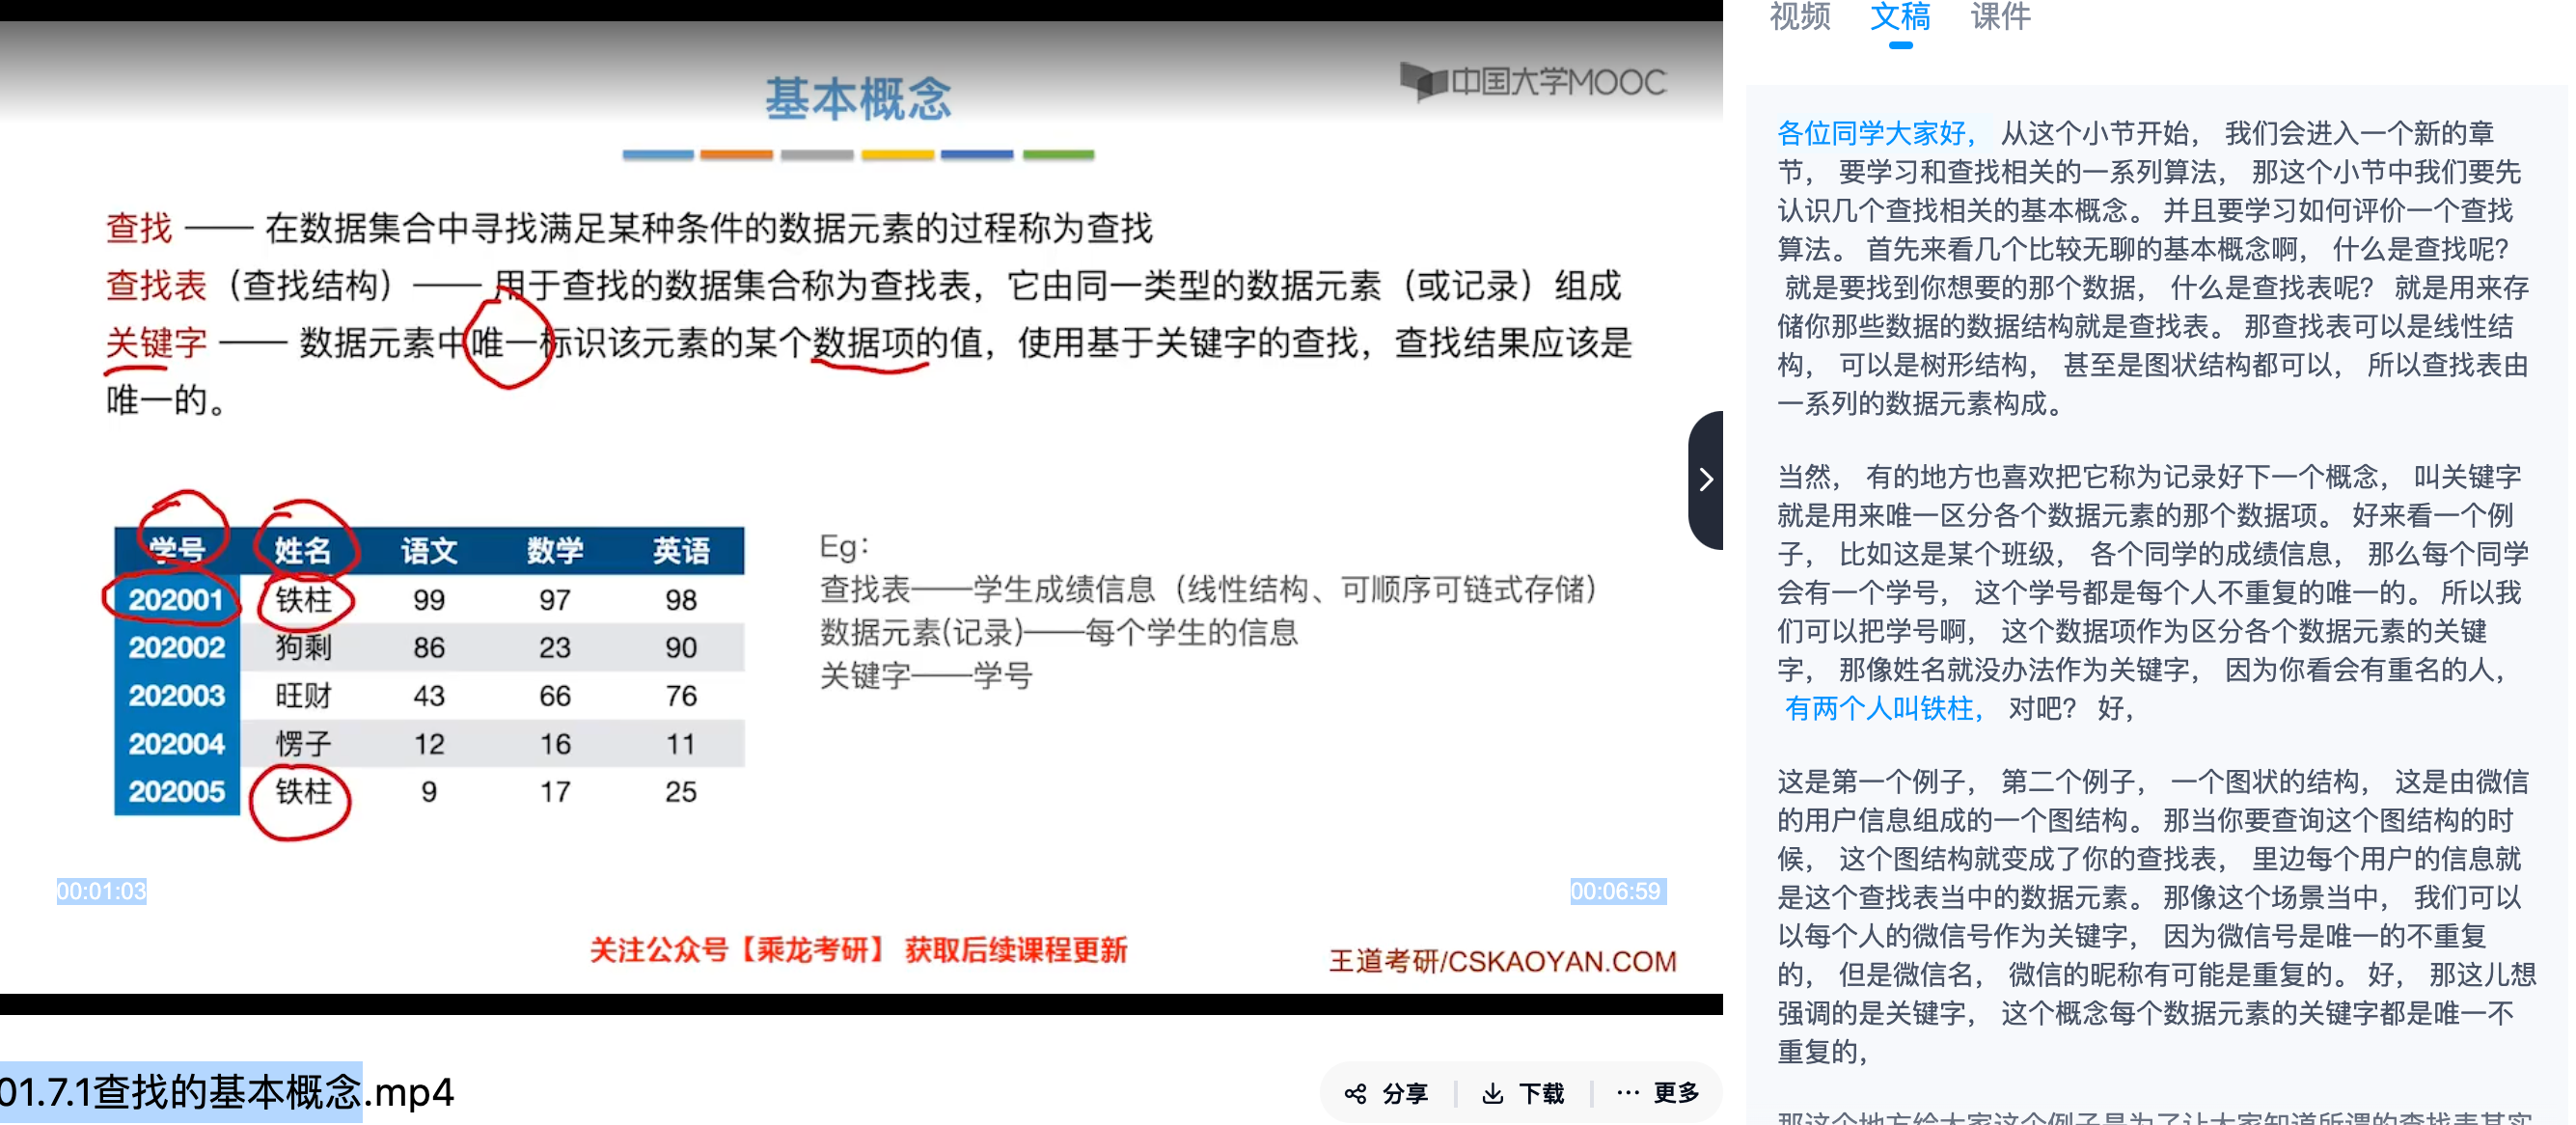 基本概念
中国大学MOOC
查找 —— 在数据集合中寻找满足某种条件的数据元素的过程称为查找
查找表（查找结构）—— 用于查找的数据集合称为查找表，它由同一类型的数据元素（或记录）组成
关键字 —— 数据元素中唯一标识该元素的某个数据项的值，使用基于关键字的查找，查找结果应该是
唯一的。
学号 姓名 语文 数学 英语
202001 铁柱 99 97 98
202002 狗剩 86 23 90
202003 旺财 43 66 76
202004 愣子 12 16 11
202005 铁柱 9 17 25
Eg：
查找表——学生成绩信息（线性结构、可顺序可链式存储）
数据元素(记录)——每个学生的信息
关键字——学号
00:01:03
00:06:59
关注公众号【乘龙考研】 获取后续课程更新
王道考研/CSKAOYAN.COM
01.7.1查找的基本概念.mp4
分享 下载 更多
视频 文稿 课件
各位同学大家好， 从这个小节开始， 我们会进入一个新的章
节， 要学习和查找相关的一系列算法， 那这个小节中我们要先
认识几个查找相关的基本概念。 并且要学习如何评价一个查找
算法。 首先来看几个比较无聊的基本概念啊， 什么是查找呢？
就是要找到你想要的那个数据， 什么是查找表呢？ 就是用来存
储你那些数据的数据结构就是查找表。 那查找表可以是线性结
构， 可以是树形结构， 甚至是图状结构都可以， 所以查找表由
一系列的数据元素构成。
当然， 有的地方也喜欢把它称为记录好下一个概念， 叫关键字
就是用来唯一区分各个数据元素的那个数据项。 好来看一个例
子， 比如这是某个班级， 各个同学的成绩信息， 那么每个同学
会有一个学号， 这个学号都是每个人不重复的唯一的。 所以我
们可以把学号啊， 这个数据项作为区分各个数据元素的关键
字， 那像姓名就没办法作为关键字， 因为你看会有重名的人，
有两个人叫铁柱， 对吧？ 好，
这是第一个例子， 第二个例子， 一个图状的结构， 这是由微信
的用户信息组成的一个图结构。 那当你要查询这个图结构的时
候， 这个图结构就变成了你的查找表， 里边每个用户的信息就
是这个查找表当中的数据元素。 那像这个场景当中， 我们可以
以每个人的微信号作为关键字， 因为微信号是唯一的不重复
的， 但是微信名， 微信的昵称有可能是重复的。 好， 那这儿想
强调的是关键字， 这个概念每个数据元素的关键字都是唯一不
重复的，
那这个地方给大家这个例子是为了让大家知道所谓的查找表其实